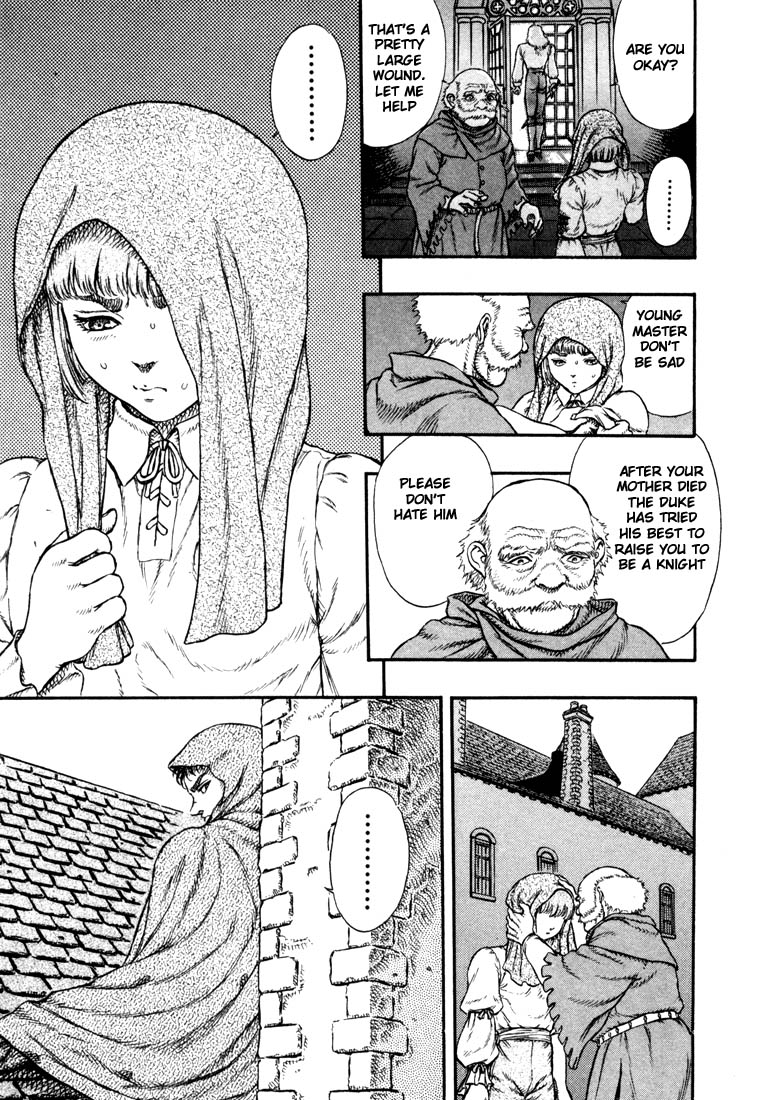 ARE YOU
OKAY?
THAT'S A
PRETTY
LARGE
WOUND.
LET ME
HELP
.........
.........
YOUNG
MASTER
DON'T
BE SAD
AFTER YOUR
MOTHER DIED
THE DUKE
HAS TRIED
HIS BEST TO
RAISE YOU TO
BE A KNIGHT
PLEASE
DON'T
HATE HIM
.........